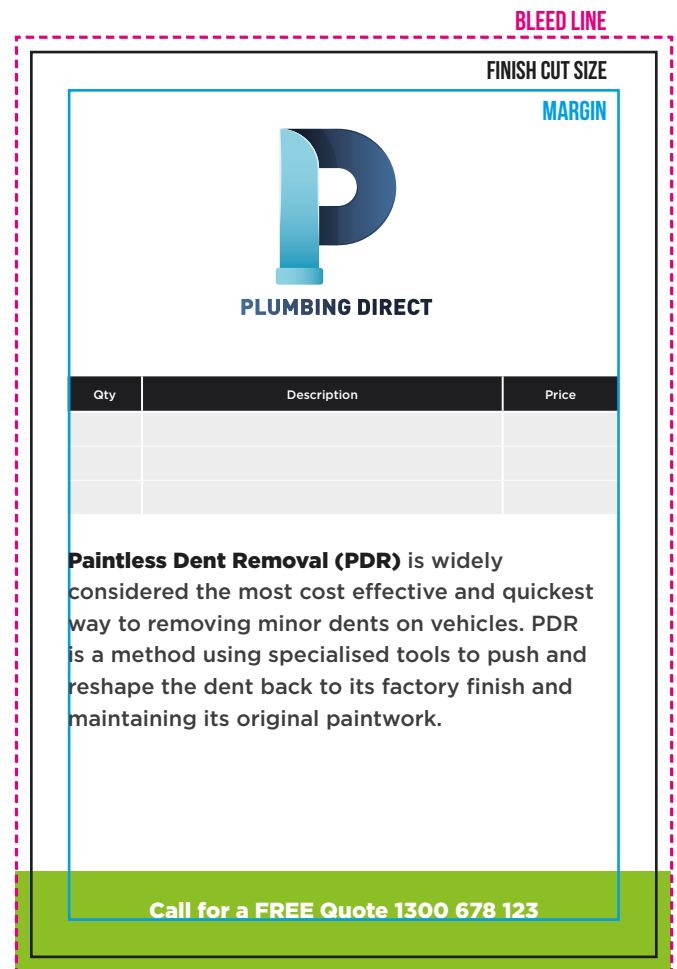 BLEED LINE
FINISH CUT SIZE
MARGIN
PLUMBING DIRECT
Qty Description Price
Paintless Dent Removal (PDR) is widely
considered the most cost effective and quickest
way to removing minor dents on vehicles. PDR
is a method using specialised tools to push and
reshape the dent back to its factory finish and
maintaining its original paintwork.
Call for a FREE Quote 1300 678 123